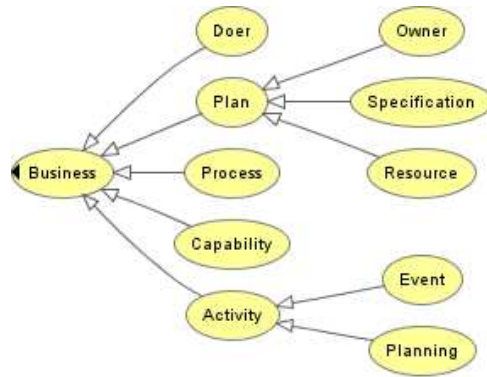 Doer
Owner
Plan
Specification
Business
Process
Resource
Capability
Event
Activity
Planning